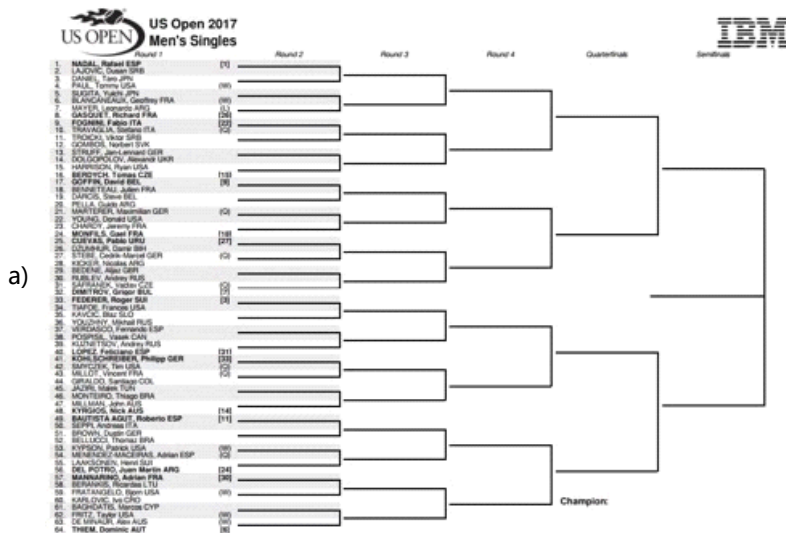 US Open 2017
Men's Singles
US OPEN
IBM
Round 1 Round 2 Round 3 Round 4 Quarterfinals Semifinals
a)
1. NADAL, Rafael ESP [1]
2. LAJOVIC, Dusan SRB
3. DANIEL, Taro JPN
4. PAUL, Tommy USA (W)
5. SUGITA, Yuichi JPN
6. BLANCANEAUX, Geoffrey FRA (W)
7. MAYER, Leonardo ARG (L)
8. GASQUET, Richard FRA
9. FOGNINI, Fabio ITA [22]
10. TRAVAGLIA, Stefano ITA (Q)
11. TROICKI, Viktor SRB
12. GOMBOS, Norbert SVK
13. STRUFF, Jan-Lennard GER
14. DOLGOPOLOV, Alexandr UKR
15. HARRISON, Ryan USA
16. BERDYCH, Tomas CZE [15]
17. GOFFIN, David BEL [9]
18. BENNETEAU, Julien FRA
19. DARCIS, Steve BEL
20. PELLA, Guido ARG
21. MARTERER, Maximilian GER (Q)
22. YOUNG, Donald USA
23. CHARDY, Jeremy FRA
24. MONFILS, Gael FRA [18]
25. CUEVAS, Pablo URU [27]
26. DZUMHUR, Damir BIH
27. STEBE, Cedrik-Marcel GER (Q)
28. KICKER, Nicolas ARG
29. BEDENE, Aljaz GBR
30. RUBLEV, Andrey RUS
31. SAFRANEK, Vaclav CZE (Q)
32. DIMITROV, Grigor BUL [7]
33. FEDERER, Roger SUI [3]
34. TIAFOE, Frances USA
35. KAVCIC, Blaz SLO
36. YOUZHNY, Mikhail RUS
37. VERDASCO, Fernando ESP
38. POSPISIL, Vasek CAN
39. KUZNETSOV, Andrey RUS
40. LOPEZ, Feliciano ESP [31]
41. KOHLSCHREIBER, Philipp GER [33]
42. SMYCZEK, Tim USA (Q)
43. MILLOT, Vincent FRA (Q)
44. GIRALDO, Santiago COL
45. JAZIRI, Malek TUN
46. MONTEIRO, Thiago BRA
47. MILLMAN, John AUS
48. KYRGIOS, Nick AUS [14]
49. BAUTISTA AGUT, Roberto ESP [11]
50. SEPPI, Andreas ITA
51. BROWN, Dustin GER
52. BELLUCCI, Thomaz BRA
53. KYPSON, Patrick USA (W)
54. MENENDEZ-MACEIRAS, Adrian ESP (Q)
55. LAAKSONEN, Henri SUI
56. DEL POTRO, Juan Martin ARG [24]
57. MANNARINO, Adrian FRA [30]
58. BERANKIS, Ricardas LTU
59. FRATANGELO, Bjorn USA (W)
60. KARLOVIC, Ivo CRO
61. BAGHDATIS, Marcos CYP
62. FRITZ, Taylor USA (W)
63. DE MINAUR, Alex AUS (W)
64. THIEM, Dominic AUT [6]
Champion: